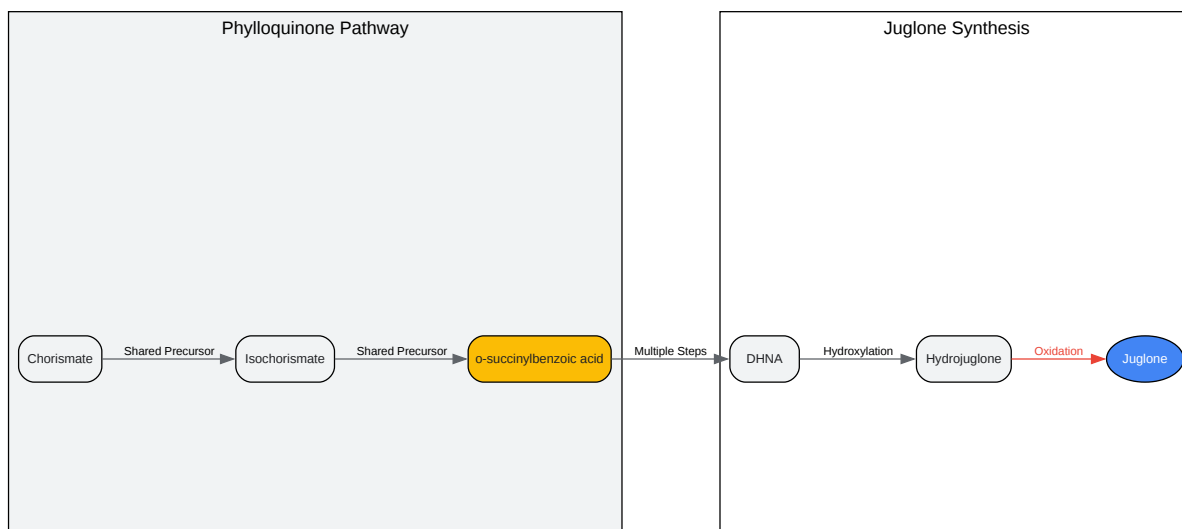 Phylloquinone Pathway
Juglone Synthesis
Chorismate
Shared Precursor
Isochorismate
Shared Precursor
o-succinylbenzoic acid
Multiple Steps
DHNA
Hydroxylation
Hydrojuglone
Oxidation
Juglone